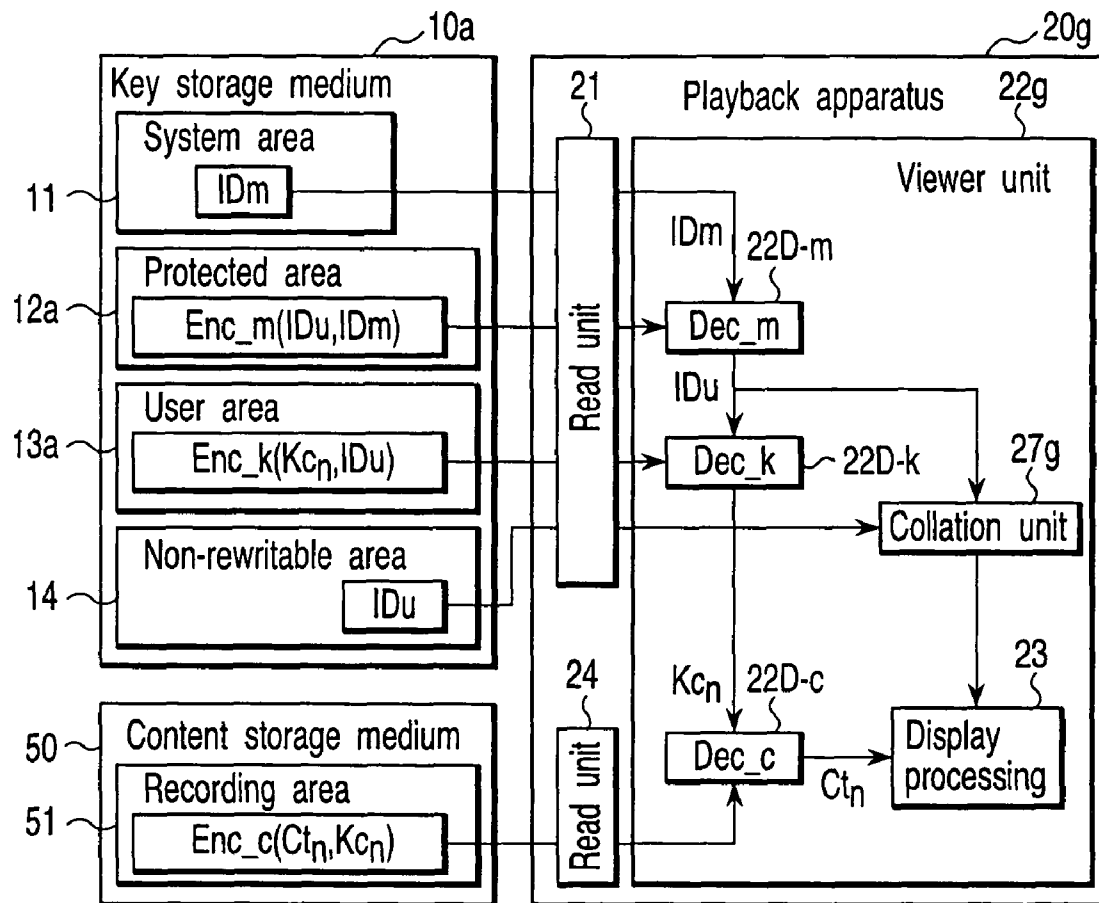 10a
Key storage medium
System area
IDm
11
Protected area
Enc_m(IDu,IDm)
12a
User area
Enc_k(Kcn,IDu)
13a
Non-rewritable area
IDu
14
50
Content storage medium
Recording area
51
Enc_c(Ctn,Kcn)
20g
21
Playback apparatus
22g
Read unit
Viewer unit
IDm
22D-m
Dec_m
IDu
Dec_k
22D-k
27g
Collation unit
24
Read unit
Kcn
22D-c
Dec_c
Ctn
23
Display
processing